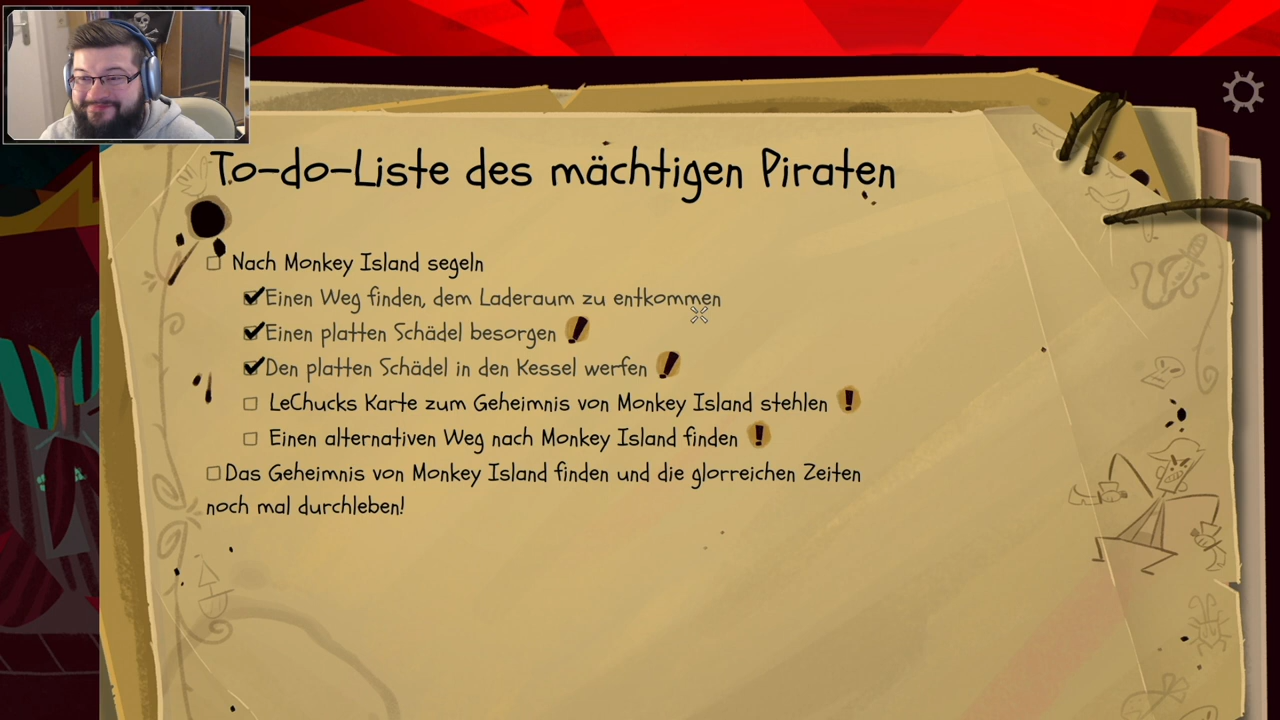 To-do-Liste des mächtigen Piraten
Nach Monkey Island segeln
Einen Weg finden, dem Laderaum zu entkommen
Einen platten Schädel besorgen
Den platten Schädel in den Kessel werfen
LeChucks Karte zum Geheimnis von Monkey Island stehlen
Einen alternativen Weg nach Monkey Island finden
Das Geheimnis von Monkey Island finden und die glorreichen Zeiten
noch mal durchleben!